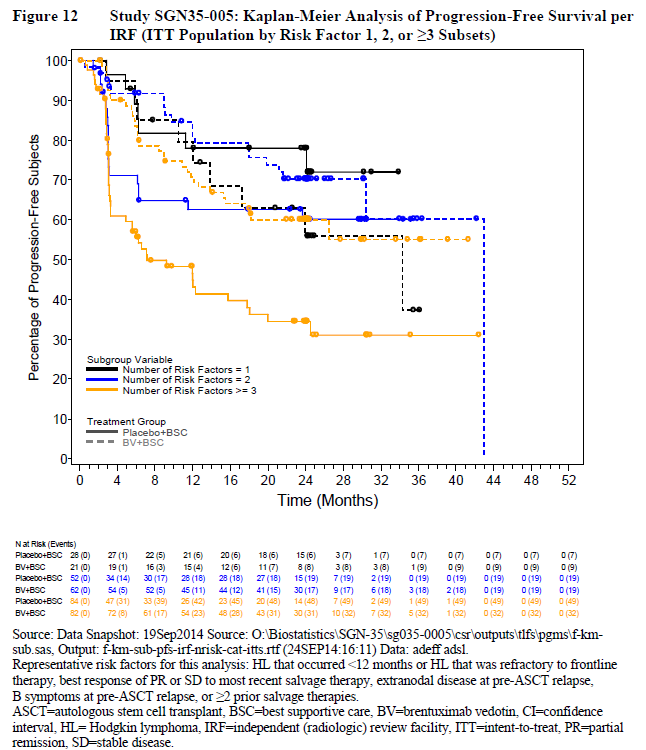 Figure 12 Study SGN35-005: Kaplan-Meier Analysis of Progression-Free Survival per
IRF (ITT Population by Risk Factor 1, 2, or ≥3 Subsets)
Percentage of Progression-Free Subjects
100
90
80
70
60
50
40
30
20
10
0
Subgroup Variable
Number of Risk Factors = 1
Number of Risk Factors = 2
Number of Risk Factors >= 3
Treatment Group
Placebo+BSC
BV+BSC
0 4 8 12 16 20 24 28 32 36 40 44 48 52
Time (Months)
N at Risk (Events)
Placebo+BSC 28 (0) 27 (1) 22 (5) 21 (6) 20 (6) 18 (6) 15 (6) 3 (7) 1 (7) 0 (7) 0 (7) 0 (7) 0 (7) 0 (7)
BV+BSC 21 (0) 19 (1) 16 (3) 15 (4) 12 (6) 11 (7) 8 (8) 3 (8) 3 (8) 1 (9) 0 (9) 0 (9) 0 (9) 0 (9)
Placebo+BSC 52 (0) 34 (14) 30 (17) 28 (18) 28 (18) 27 (18) 15 (19) 7 (19) 2 (19) 0 (19) 0 (19) 0 (19) 0 (19) 0 (19)
BV+BSC 62 (0) 54 (5) 52 (5) 45 (11) 44 (12) 41 (15) 30 (17) 9 (17) 6 (18) 3 (18) 2 (18) 0 (19) 0 (19) 0 (19)
Placebo+BSC 84 (0) 47 (31) 33 (39) 26 (42) 23 (45) 20 (48) 14 (48) 7 (49) 2 (49) 1 (49) 1 (49) 0 (49) 0 (49) 0 (49)
BV+BSC 82 (0) 72 (8) 61 (17) 54 (23) 48 (28) 43 (31) 30 (31) 10 (32) 7 (32) 5 (32) 1 (32) 0 (32) 0 (32) 0 (32)
Source: Data Snapshot: 19Sep2014 Source: O:\Biostatistics\SGN-35\sg035-0005\csr\outputs\tlfs\pgms\f-km-
sub.sas, Output: f-km-sub-pfs-irf-nrisk-cat-itts.rtf (24SEP14:16:11) Data: adeff adsl.
Representative risk factors for this analysis: HL that occurred <12 months or HL that was refractory to frontline
therapy, best response of PR or SD to most recent salvage therapy, extranodal disease at pre-ASCT relapse,
B symptoms at pre-ASCT relapse, or ≥2 prior salvage therapies.
ASCT=autologous stem cell transplant, BSC=best supportive care, BV=brentuximab vedotin, CI=confidence
interval, HL= Hodgkin lymphoma, IRF=independent (radiologic) review facility, ITT=intent-to-treat, PR=partial
remission, SD=stable disease.